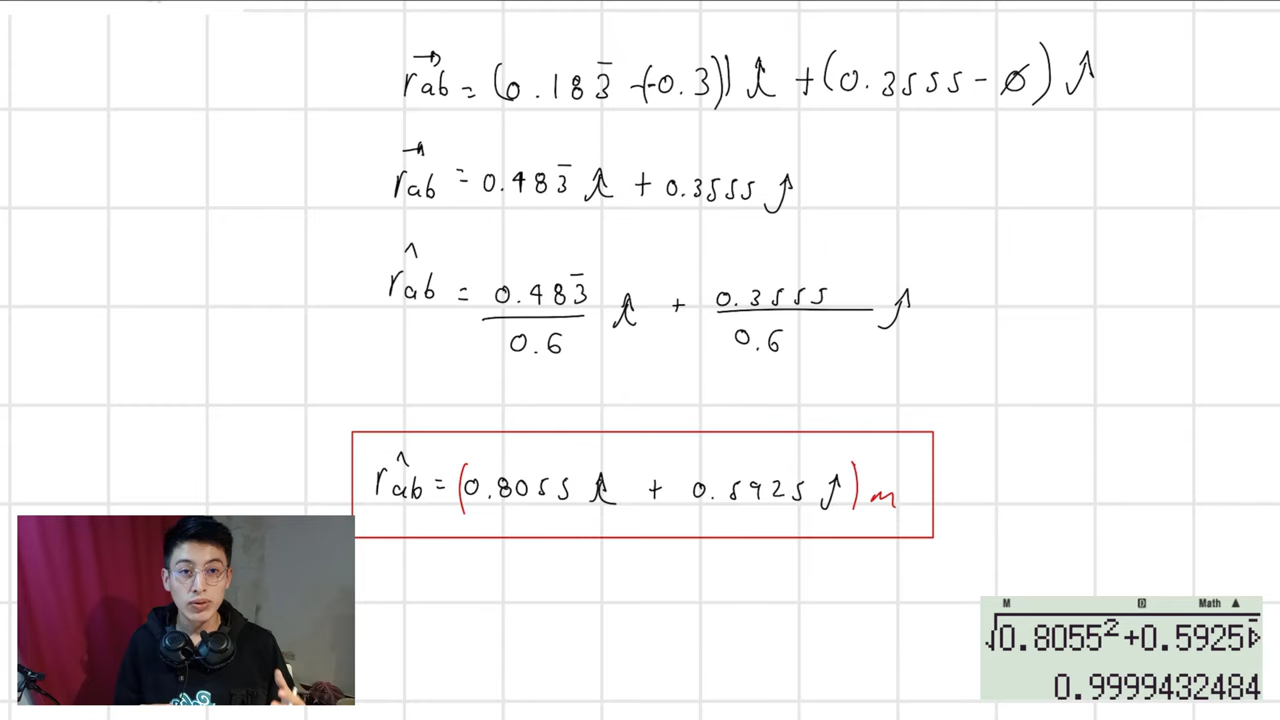 r⃗ab = (0.183̅ -(-0.3)) î + (0.3555 - 0) ĵ
r⃗ab = 0.483̅ î + 0.3555 ĵ
r̂ab = 0.483̅/0.6 î + 0.3555/0.6 ĵ
r̂ab = (0.8055 î + 0.5925 ĵ) m
M D Math ▲
√0.8055²+0.5925
0.9999432484